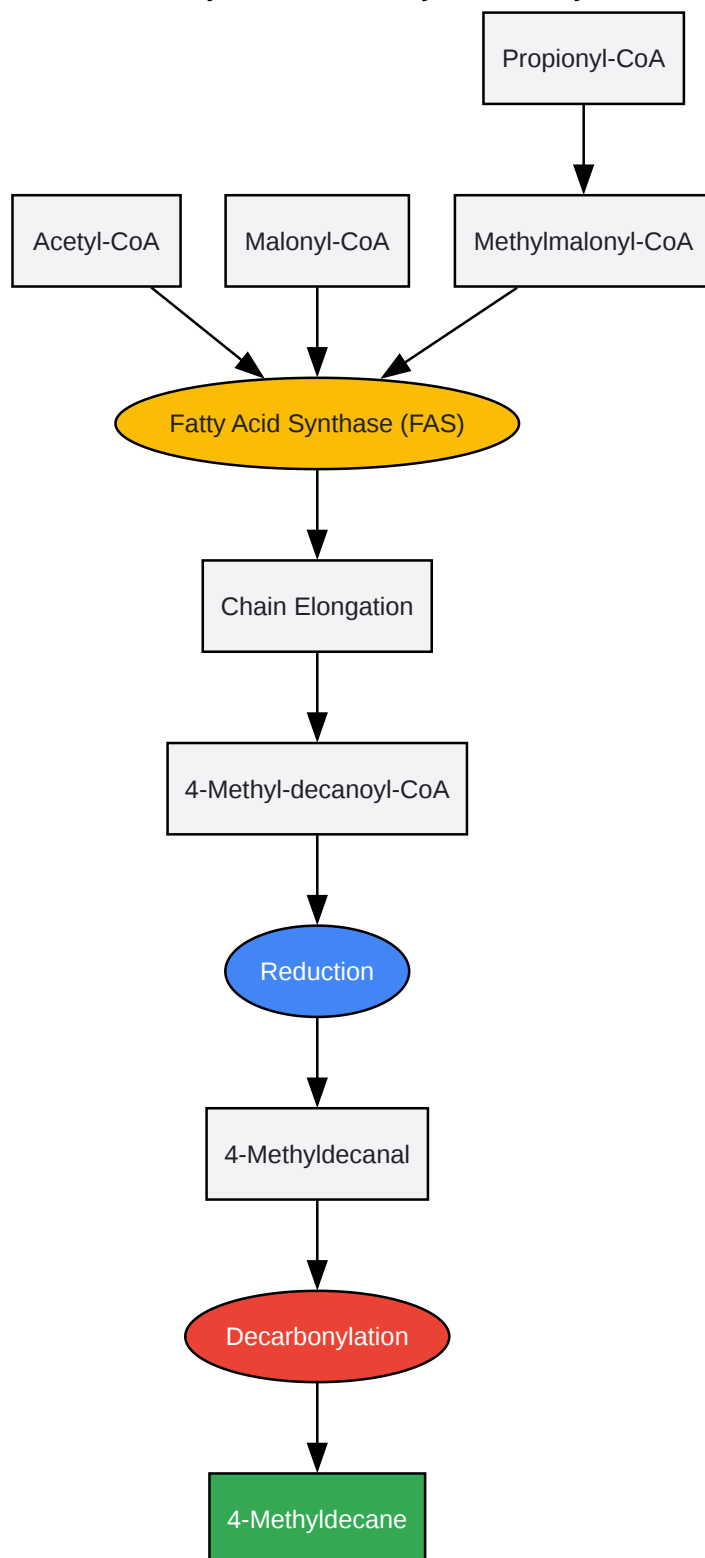 Propionyl-CoA
Acetyl-CoA
Malonyl-CoA
Methylmalonyl-CoA
Fatty Acid Synthase (FAS)
Chain Elongation
4-Methyl-decanoyl-CoA
Reduction
4-Methyldecanal
Decarbonylation
4-Methyldecane